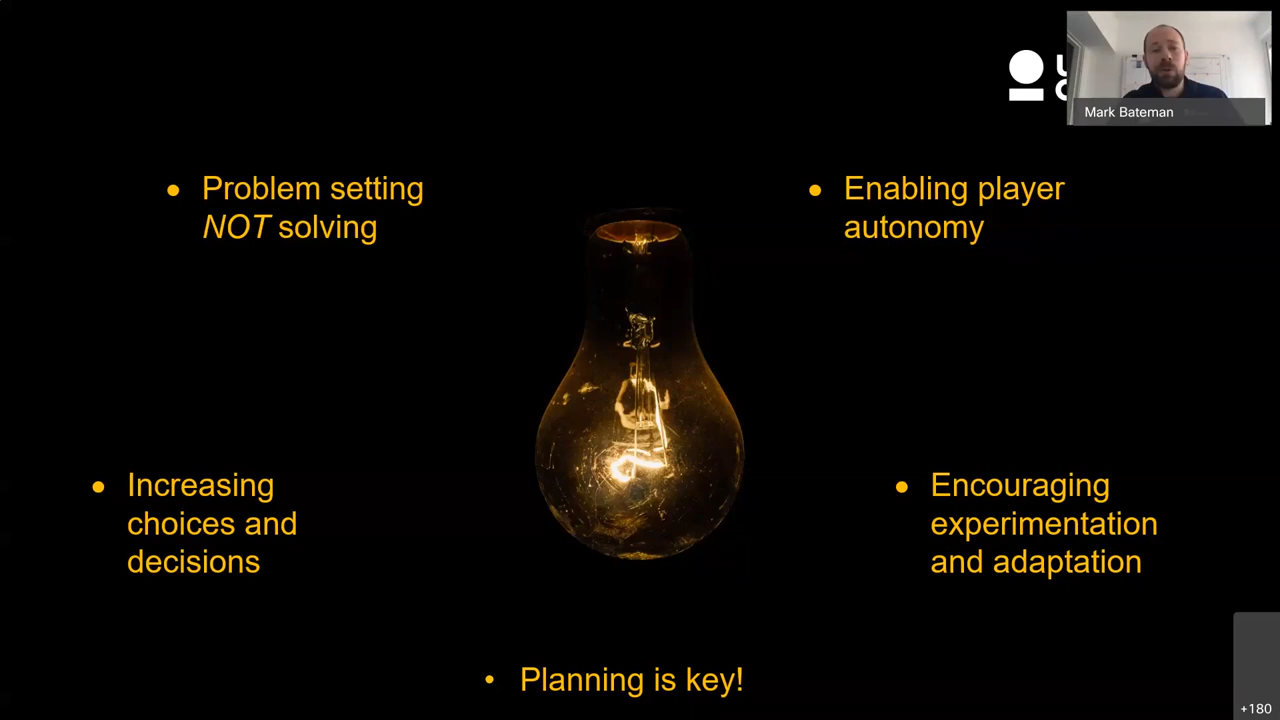 Mark Bateman
Problem setting
NOT solving
Enabling player
autonomy
Increasing
choices and
decisions
Encouraging
experimentation
and adaptation
Planning is key!
+180